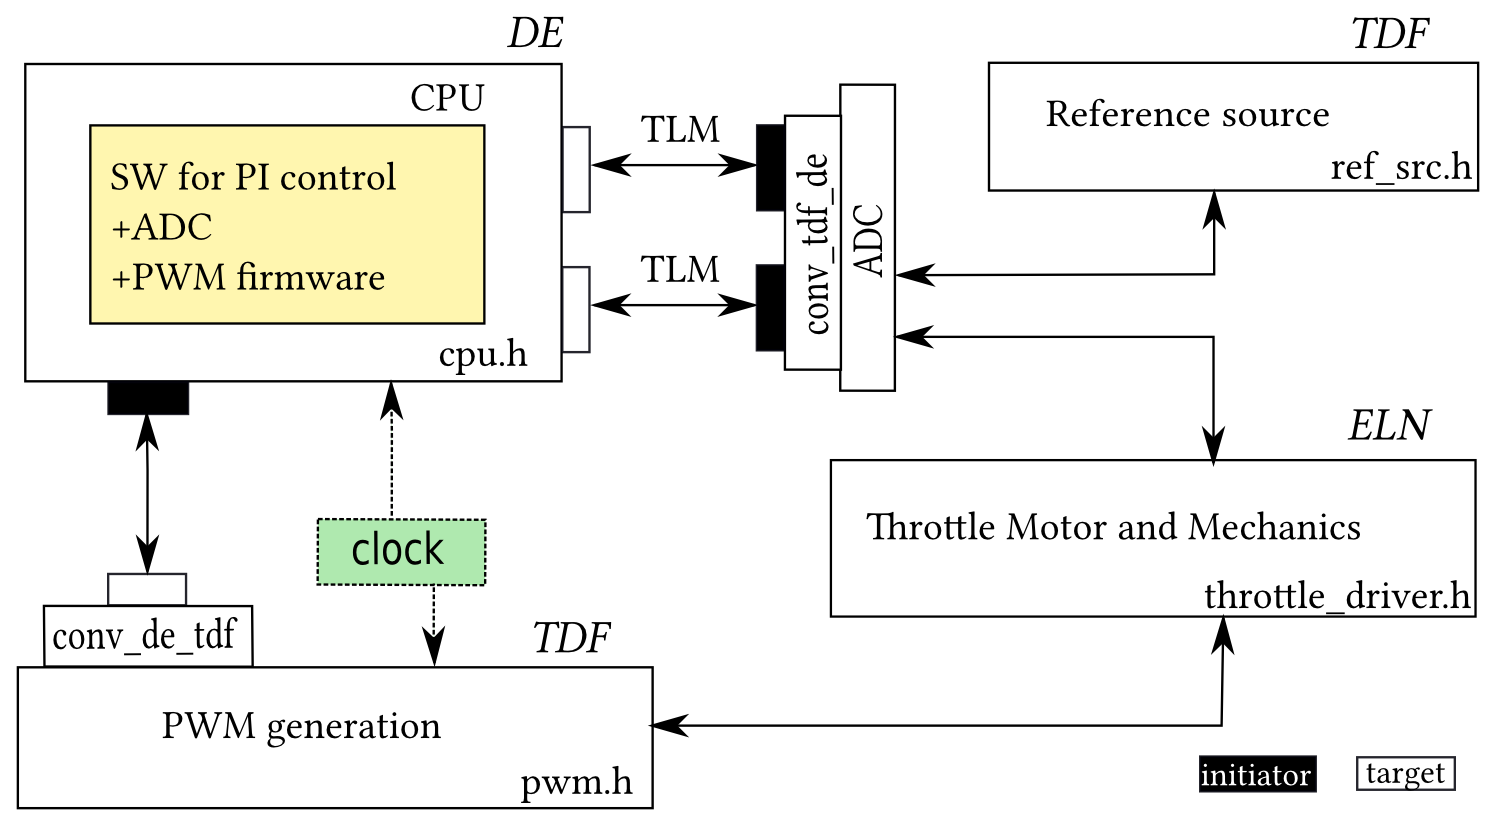 DE
TDF
CPU
SW for PI control
+ADC
+PWM firmware
cpu.h
TLM
TLM
conv_tdf_de
ADC
Reference source
ref_src.h
ELN
Throttle Motor and Mechanics
throttle_driver.h
clock
conv_de_tdf
TDF
PWM generation
pwm.h
initiator
target